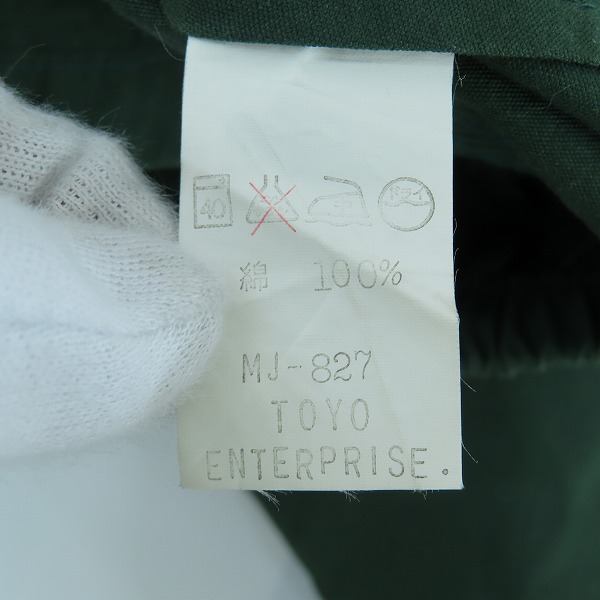 40
綿 100%
MJ-827
TOYO
ENTERPRISE.